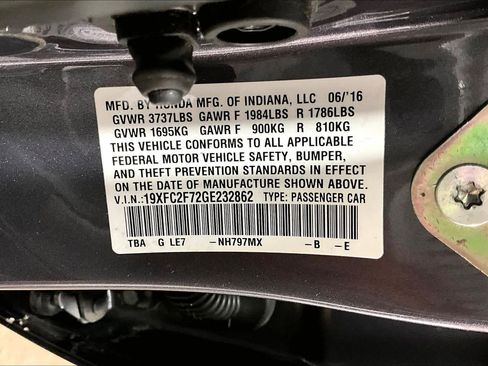 MFD. BY HONDA MFG. OF INDIANA, LLC 06/'16
GVWR 3737LBS GAWR F 1984LBS R 1786LBS
GVWR 1695KG GAWR F 900KG R 810KG
THIS VEHICLE CONFORMS TO ALL APPLICABLE
FEDERAL MOTOR VEHICLE SAFETY, BUMPER,
AND THEFT PREVENTION STANDARDS IN EFFECT
ON THE DATE OF MANUFACTURE SHOWN ABOVE.
V.I.N.:19XFC2F72GE232862 TYPE: PASSENGER CAR
TBA G LE7 -NH797MX -B -E